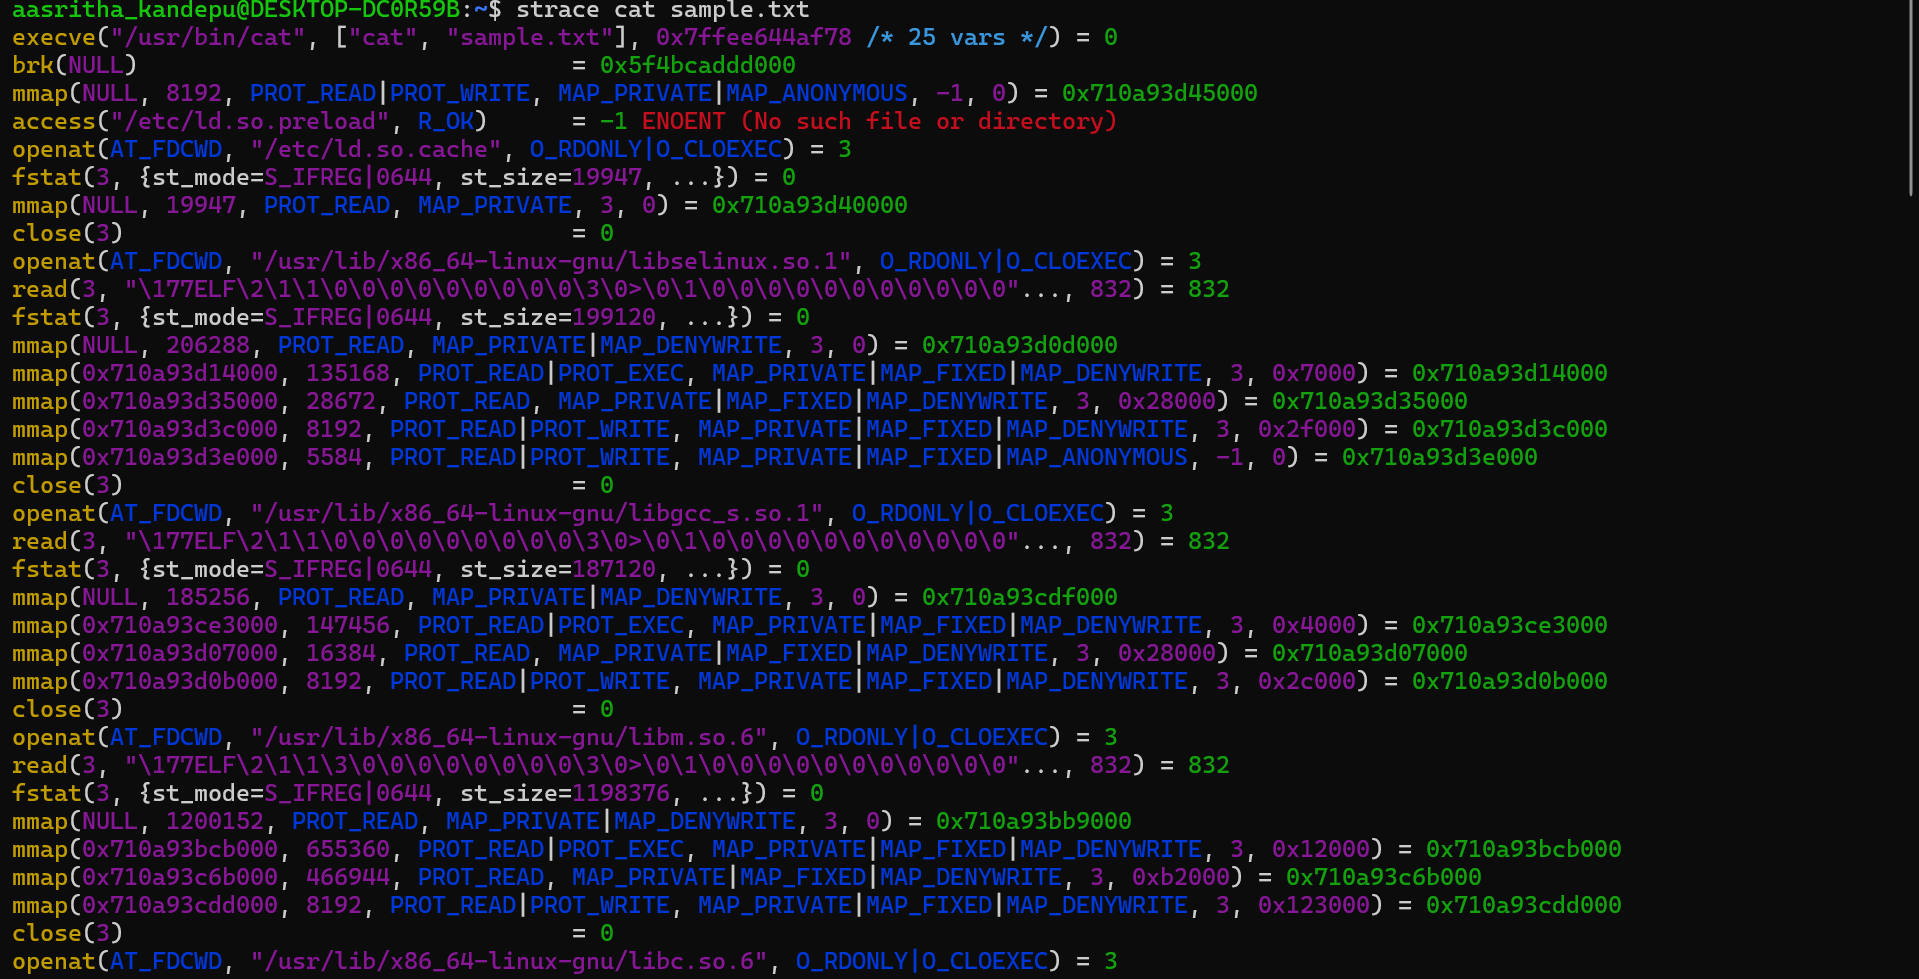 aasritha_kandepu@DESKTOP-DC0R59B:~$ strace cat sample.txt
execve("/usr/bin/cat", ["cat", "sample.txt"], 0x7ffee644af78 /* 25 vars */) = 0
brk(NULL)                               = 0x5f4bcaddd000
mmap(NULL, 8192, PROT_READ|PROT_WRITE, MAP_PRIVATE|MAP_ANONYMOUS, -1, 0) = 0x710a93d45000
access("/etc/ld.so.preload", R_OK)      = -1 ENOENT (No such file or directory)
openat(AT_FDCWD, "/etc/ld.so.cache", O_RDONLY|O_CLOEXEC) = 3
fstat(3, {st_mode=S_IFREG|0644, st_size=19947, ...}) = 0
mmap(NULL, 19947, PROT_READ, MAP_PRIVATE, 3, 0) = 0x710a93d40000
close(3)                                = 0
openat(AT_FDCWD, "/usr/lib/x86_64-linux-gnu/libselinux.so.1", O_RDONLY|O_CLOEXEC) = 3
read(3, "\177ELF\2\1\1\0\0\0\0\0\0\0\0\0\3\0>\0\1\0\0\0\0\0\0\0\0\0\0\0"..., 832) = 832
fstat(3, {st_mode=S_IFREG|0644, st_size=199120, ...}) = 0
mmap(NULL, 206288, PROT_READ, MAP_PRIVATE|MAP_DENYWRITE, 3, 0) = 0x710a93d0d000
mmap(0x710a93d14000, 135168, PROT_READ|PROT_EXEC, MAP_PRIVATE|MAP_FIXED|MAP_DENYWRITE, 3, 0x7000) = 0x710a93d14000
mmap(0x710a93d35000, 28672, PROT_READ, MAP_PRIVATE|MAP_FIXED|MAP_DENYWRITE, 3, 0x28000) = 0x710a93d35000
mmap(0x710a93d3c000, 8192, PROT_READ|PROT_WRITE, MAP_PRIVATE|MAP_FIXED|MAP_DENYWRITE, 3, 0x2f000) = 0x710a93d3c000
mmap(0x710a93d3e000, 5584, PROT_READ|PROT_WRITE, MAP_PRIVATE|MAP_FIXED|MAP_ANONYMOUS, -1, 0) = 0x710a93d3e000
close(3)                                = 0
openat(AT_FDCWD, "/usr/lib/x86_64-linux-gnu/libgcc_s.so.1", O_RDONLY|O_CLOEXEC) = 3
read(3, "\177ELF\2\1\1\0\0\0\0\0\0\0\0\0\3\0>\0\1\0\0\0\0\0\0\0\0\0\0\0"..., 832) = 832
fstat(3, {st_mode=S_IFREG|0644, st_size=187120, ...}) = 0
mmap(NULL, 185256, PROT_READ, MAP_PRIVATE|MAP_DENYWRITE, 3, 0) = 0x710a93cdf000
mmap(0x710a93ce3000, 147456, PROT_READ|PROT_EXEC, MAP_PRIVATE|MAP_FIXED|MAP_DENYWRITE, 3, 0x4000) = 0x710a93ce3000
mmap(0x710a93d07000, 16384, PROT_READ, MAP_PRIVATE|MAP_FIXED|MAP_DENYWRITE, 3, 0x28000) = 0x710a93d07000
mmap(0x710a93d0b000, 8192, PROT_READ|PROT_WRITE, MAP_PRIVATE|MAP_FIXED|MAP_DENYWRITE, 3, 0x2c000) = 0x710a93d0b000
close(3)                                = 0
openat(AT_FDCWD, "/usr/lib/x86_64-linux-gnu/libm.so.6", O_RDONLY|O_CLOEXEC) = 3
read(3, "\177ELF\2\1\1\3\0\0\0\0\0\0\0\0\3\0>\0\1\0\0\0\0\0\0\0\0\0\0\0"..., 832) = 832
fstat(3, {st_mode=S_IFREG|0644, st_size=1198376, ...}) = 0
mmap(NULL, 1200152, PROT_READ, MAP_PRIVATE|MAP_DENYWRITE, 3, 0) = 0x710a93bb9000
mmap(0x710a93bcb000, 655360, PROT_READ|PROT_EXEC, MAP_PRIVATE|MAP_FIXED|MAP_DENYWRITE, 3, 0x12000) = 0x710a93bcb000
mmap(0x710a93c6b000, 466944, PROT_READ, MAP_PRIVATE|MAP_FIXED|MAP_DENYWRITE, 3, 0xb2000) = 0x710a93c6b000
mmap(0x710a93cdd000, 8192, PROT_READ|PROT_WRITE, MAP_PRIVATE|MAP_FIXED|MAP_DENYWRITE, 3, 0x123000) = 0x710a93cdd000
close(3)                                = 0
openat(AT_FDCWD, "/usr/lib/x86_64-linux-gnu/libc.so.6", O_RDONLY|O_CLOEXEC) = 3